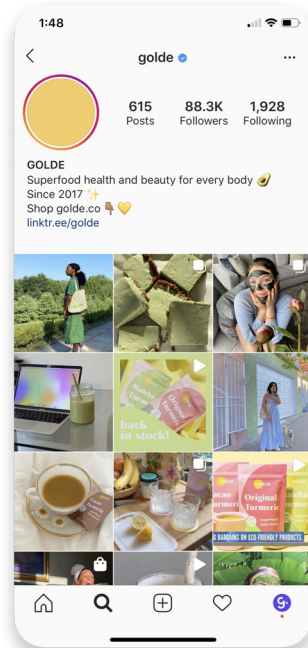 1:48
golde
615
88.3K
1,928
Posts
Followers
Following
GOLDE
Superfood health and beauty for every body 🥑
Since 2017 ✨
Shop golde.co 👇🏽💛
linktr.ee/golde
Matcha
Turmeric
Original
Turmeric
back
in stock!
Original
Turmeric
G BARGAINS ON ECO-FRIENDLY PRODUCTS
g.